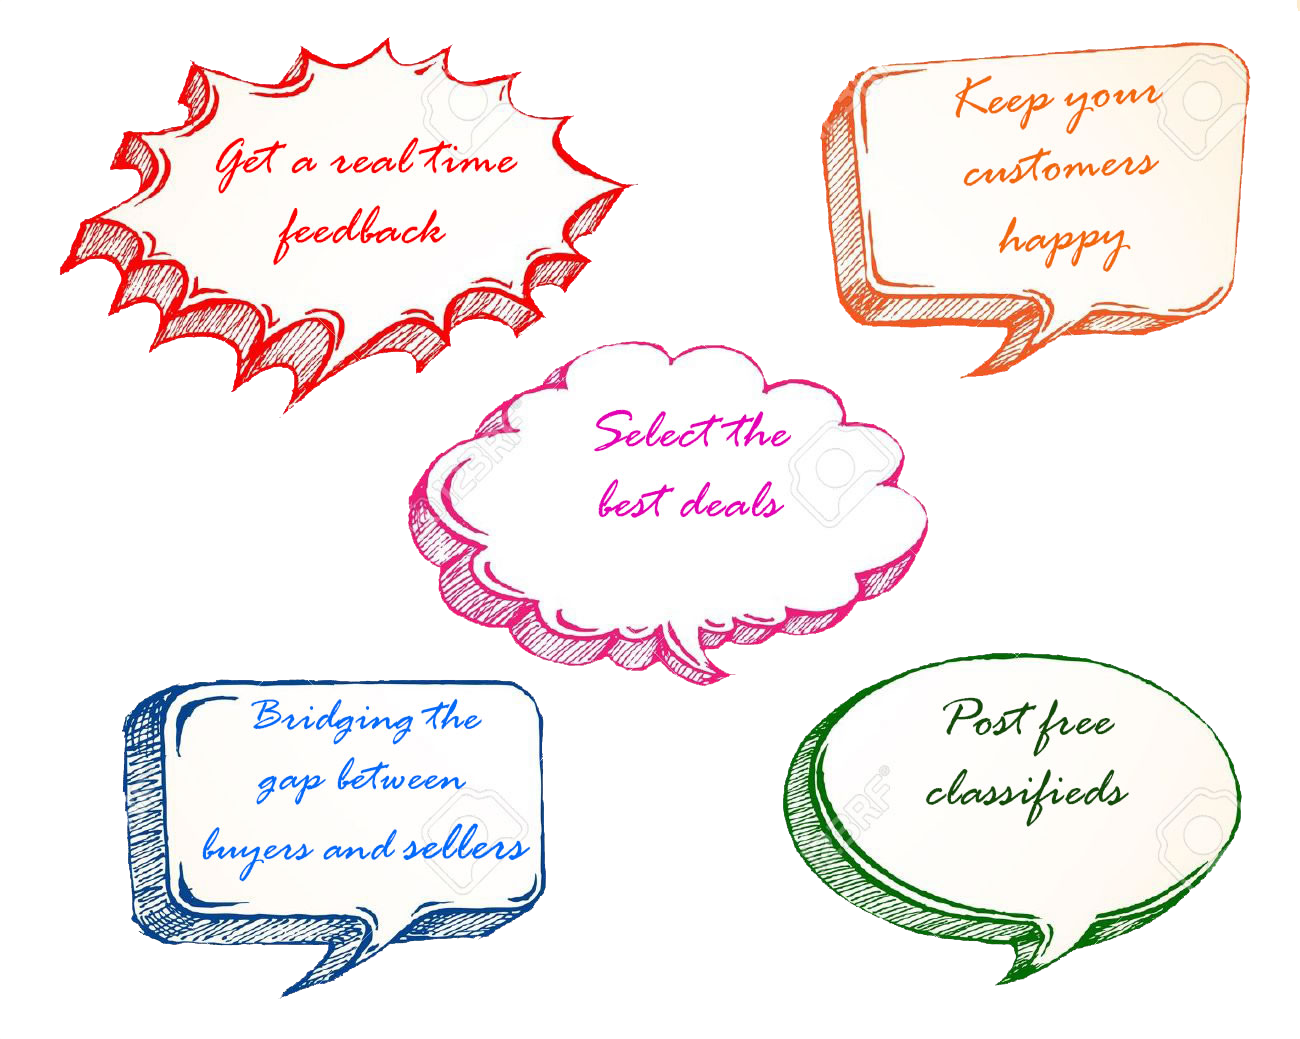 Get a real time
feedback
Keep your
customers
happy
Select the
best deals
Bridging the
gap between
buyers and sellers
Post free
classifieds